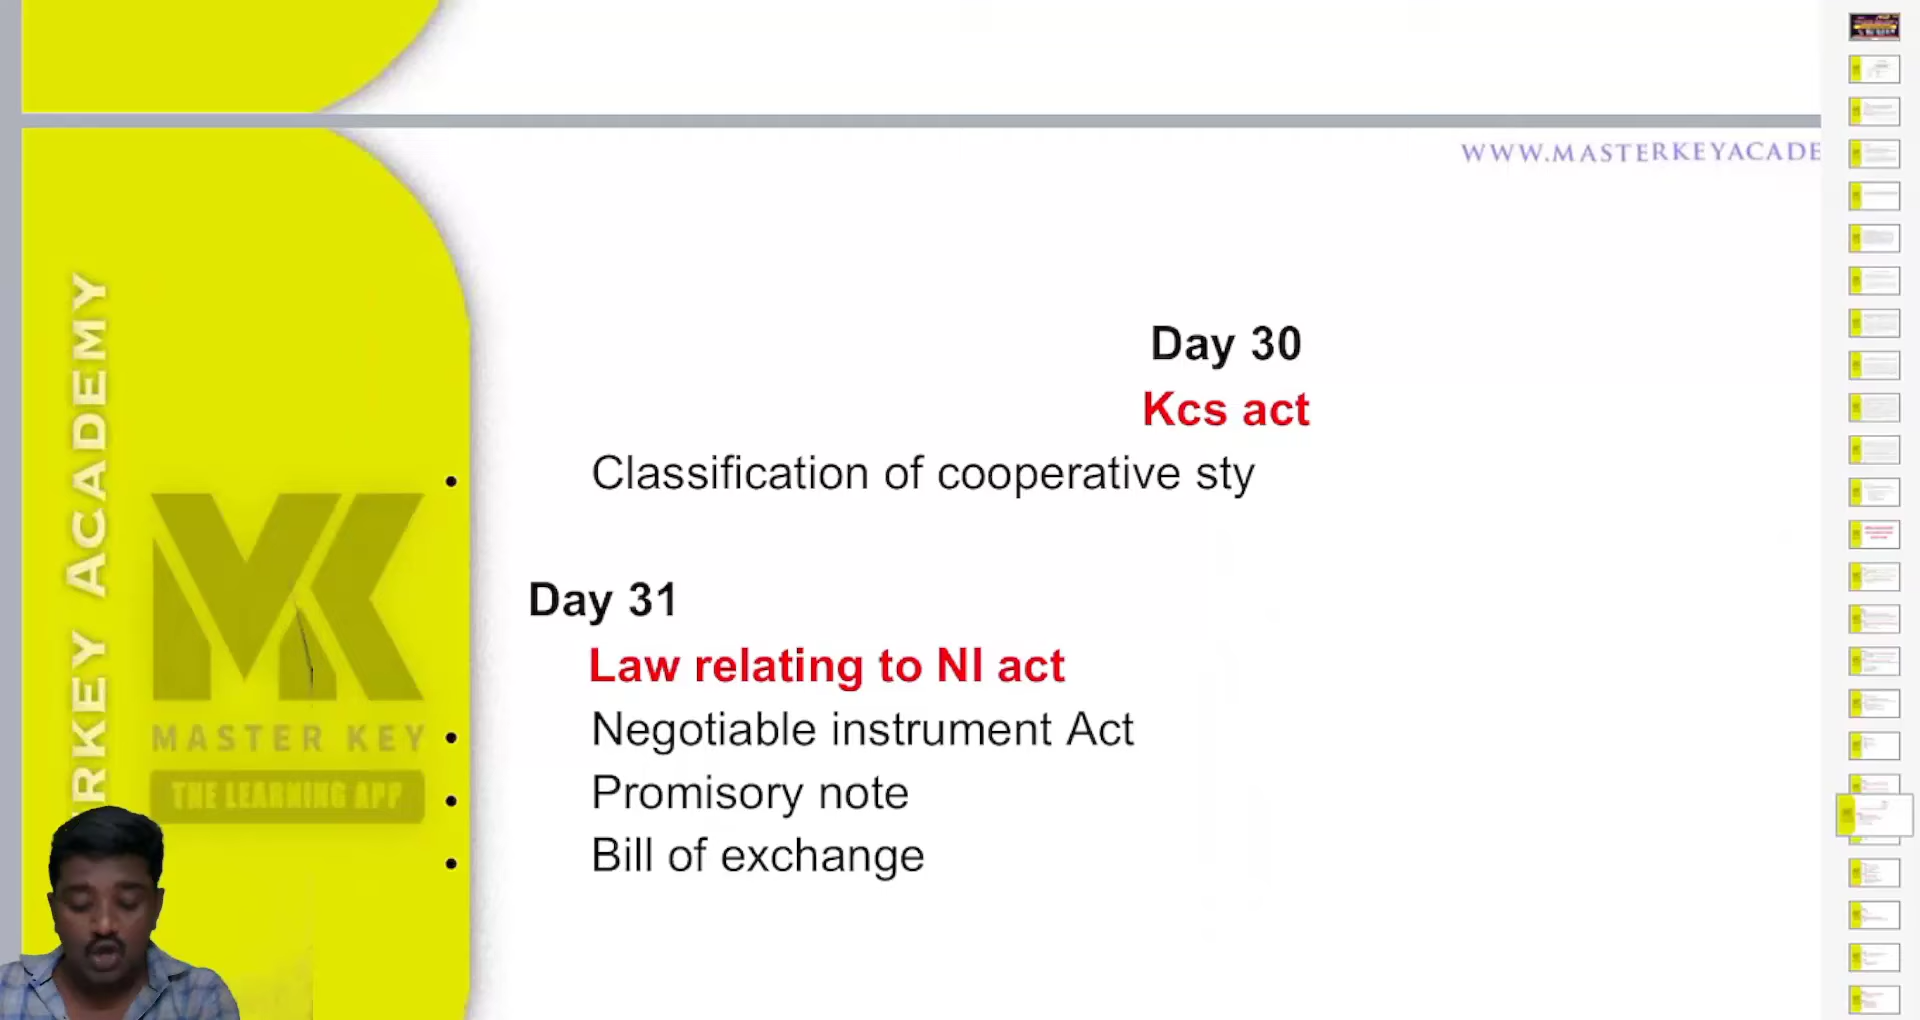 WWW.MASTERKEYACADE
RKEY ACADEMY
MASTER KEY
THE LEARNING APP
Day 30
Kcs act
• Classification of cooperative sty
Day 31
Law relating to NI act
• Negotiable instrument Act
• Promisory note
• Bill of exchange